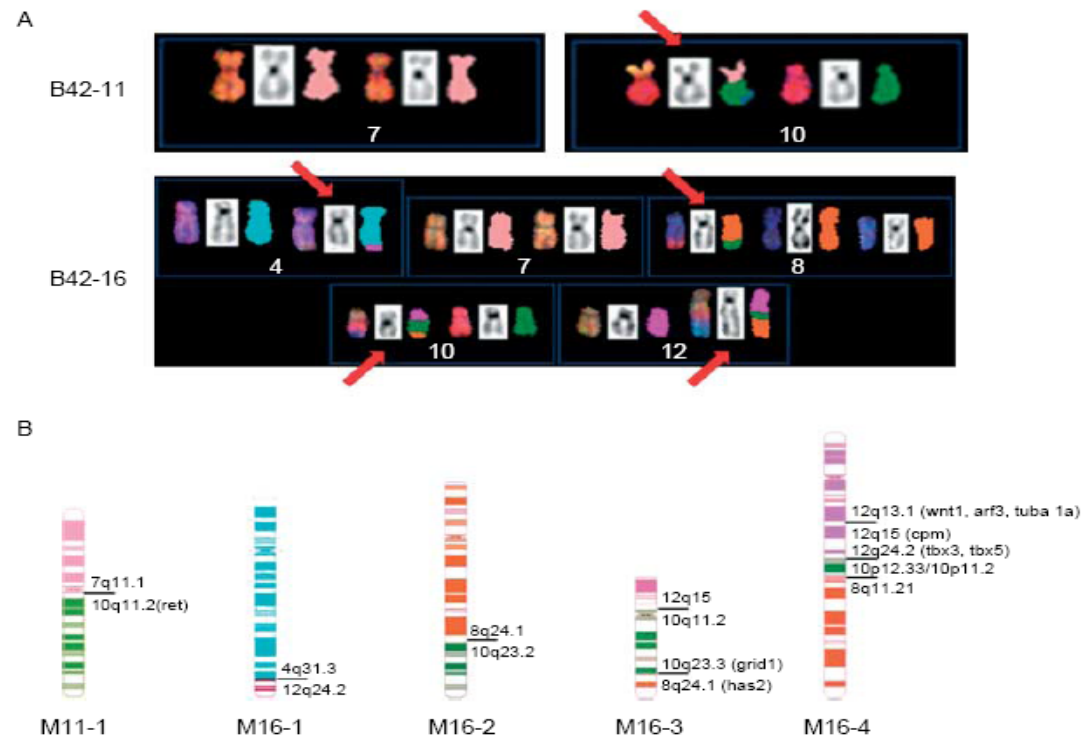 A
B42-11
7
10
B42-16
4
7
8
10
12
B
7q11.1
10q11.2(ret)
M11-1
4q31.3
12q24.2
M16-1
8q24.1
10q23.2
M16-2
12q15
10q11.2
10q23.3 (grid1)
8q24.1 (has2)
M16-3
12q13.1 (wnt1, arf3, tuba 1a)
12q15 (cpm)
12q24.2 (tbx3, tbx5)
10p12.33/10p11.2
8q11.21
M16-4